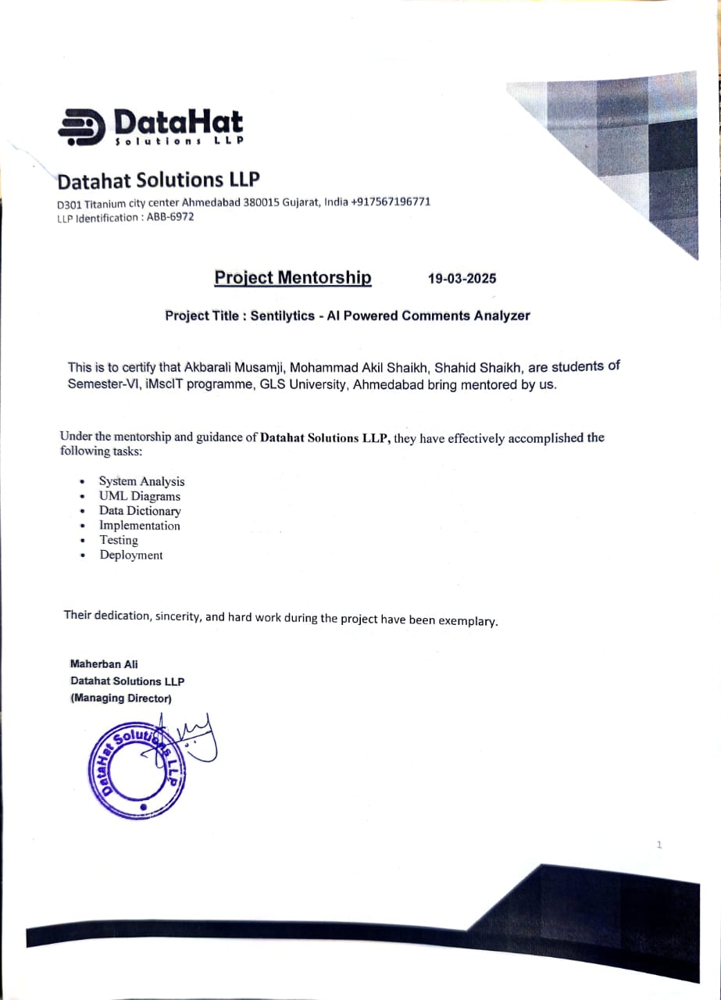 DataHat
Solutions LLP
Datahat Solutions LLP
D301 Titanium city center Ahmedabad 380015 Gujarat, India +917567196771
LLP Identification : ABB-6972
Project Mentorship 19-03-2025
Project Title : Sentilytics - AI Powered Comments Analyzer
This is to certify that Akbarali Musamji, Mohammad Akil Shaikh, Shahid Shaikh, are students of
Semester-VI, iMscIT programme, GLS University, Ahmedabad bring mentored by us.
Under the mentorship and guidance of Datahat Solutions LLP, they have effectively accomplished the
following tasks:
• System Analysis
• UML Diagrams
• Data Dictionary
• Implementation
• Testing
• Deployment
Their dedication, sincerity, and hard work during the project have been exemplary.
Maherban Ali
Datahat Solutions LLP
(Managing Director)
DataHat Solutions LLP
1